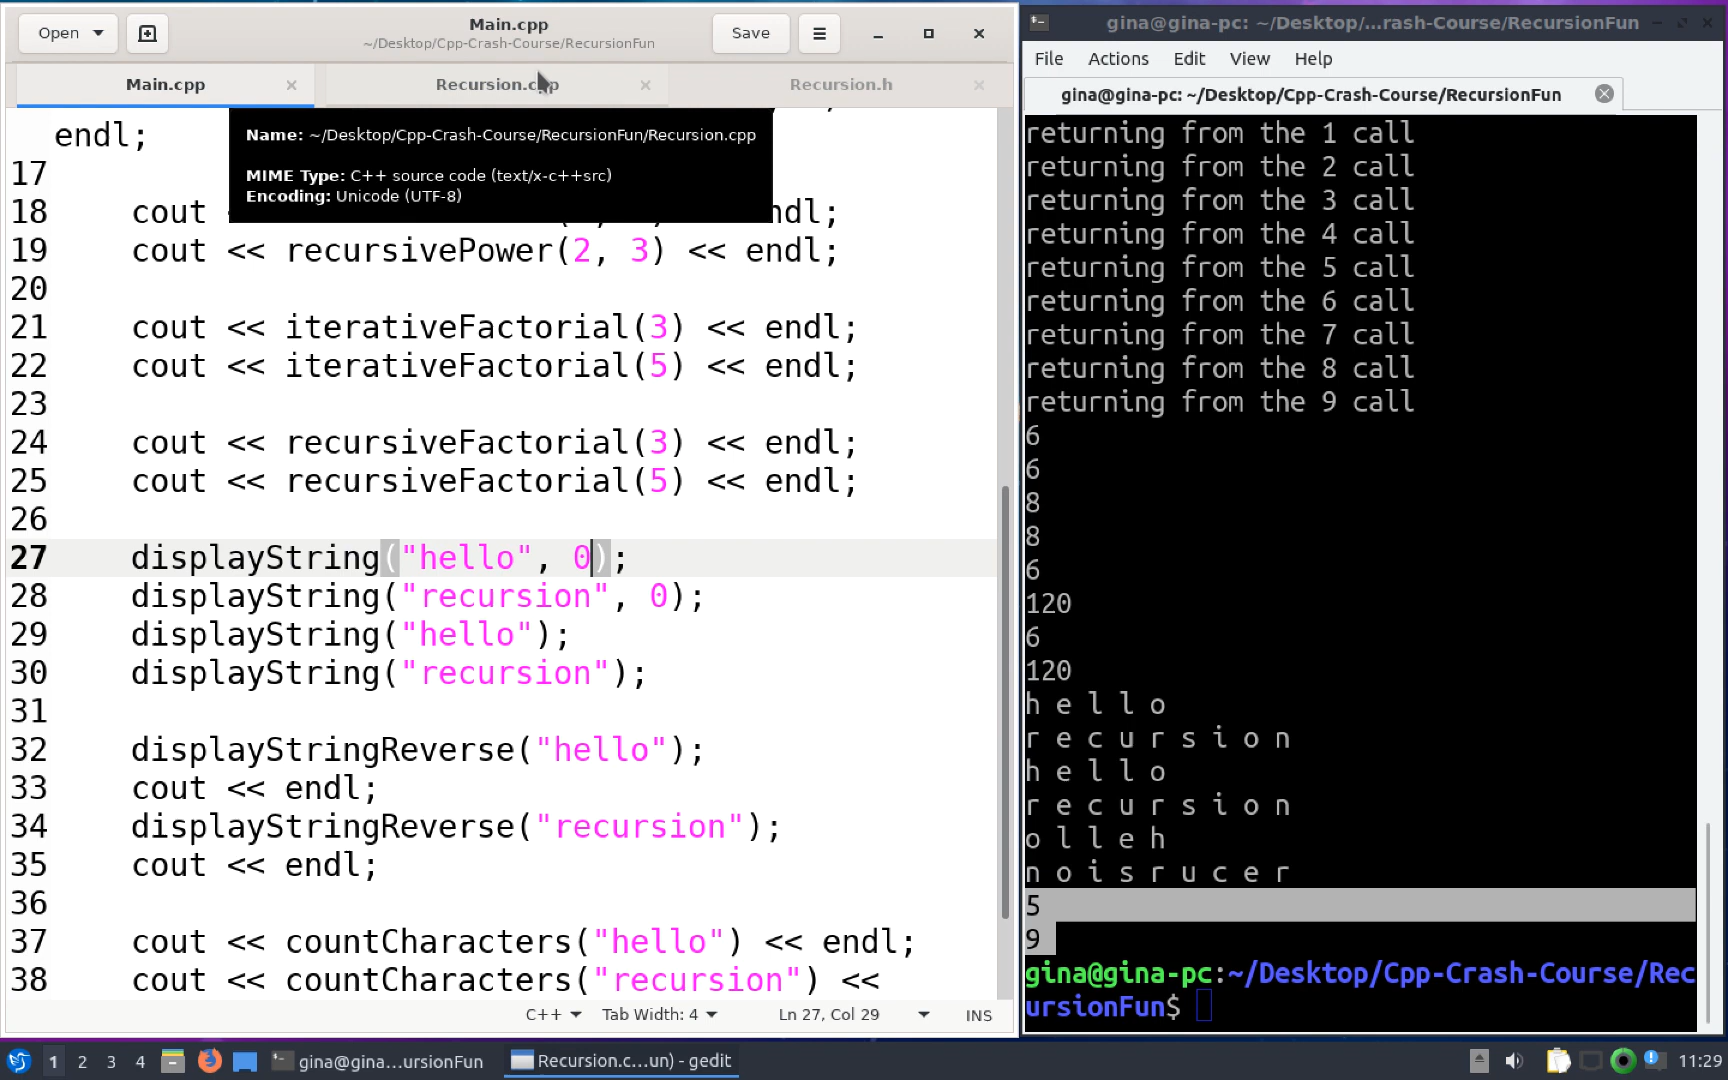 Open
Main.cpp
~/Desktop/Cpp-Crash-Course/RecursionFun
Save
Main.cpp
Recursion.cpp
Recursion.h
endl;
Name: ~/Desktop/Cpp-Crash-Course/RecursionFun/Recursion.cpp
MIME Type: C++ source code (text/x-c++src)
Encoding: Unicode (UTF-8)
17
18 cout endl;
19 cout << recursivePower(2, 3) << endl;
20
21 cout << iterativeFactorial(3) << endl;
22 cout << iterativeFactorial(5) << endl;
23
24 cout << recursiveFactorial(3) << endl;
25 cout << recursiveFactorial(5) << endl;
26
27 displayString("hello", 0);
28 displayString("recursion", 0);
29 displayString("hello");
30 displayString("recursion");
31
32 displayStringReverse("hello");
33 cout << endl;
34 displayStringReverse("recursion");
35 cout << endl;
36
37 cout << countCharacters("hello") << endl;
38 cout << countCharacters("recursion") <<
C++ Tab Width: 4 Ln 27, Col 29 INS
gina@gina-pc: ~/Desktop/...rash-Course/RecursionFun
File Actions Edit View Help
gina@gina-pc: ~/Desktop/Cpp-Crash-Course/RecursionFun
returning from the 1 call
returning from the 2 call
returning from the 3 call
returning from the 4 call
returning from the 5 call
returning from the 6 call
returning from the 7 call
returning from the 8 call
returning from the 9 call
6
6
8
8
6
120
6
120
h e l l o
r e c u r s i o n
h e l l o
r e c u r s i o n
o l l e h
n o i s r u c e r
5
9
gina@gina-pc:~/Desktop/Cpp-Crash-Course/Rec
ursionFun$
1 2 3 4 gina@gina...ursionFun Recursion.c...un) - gedit 11:29